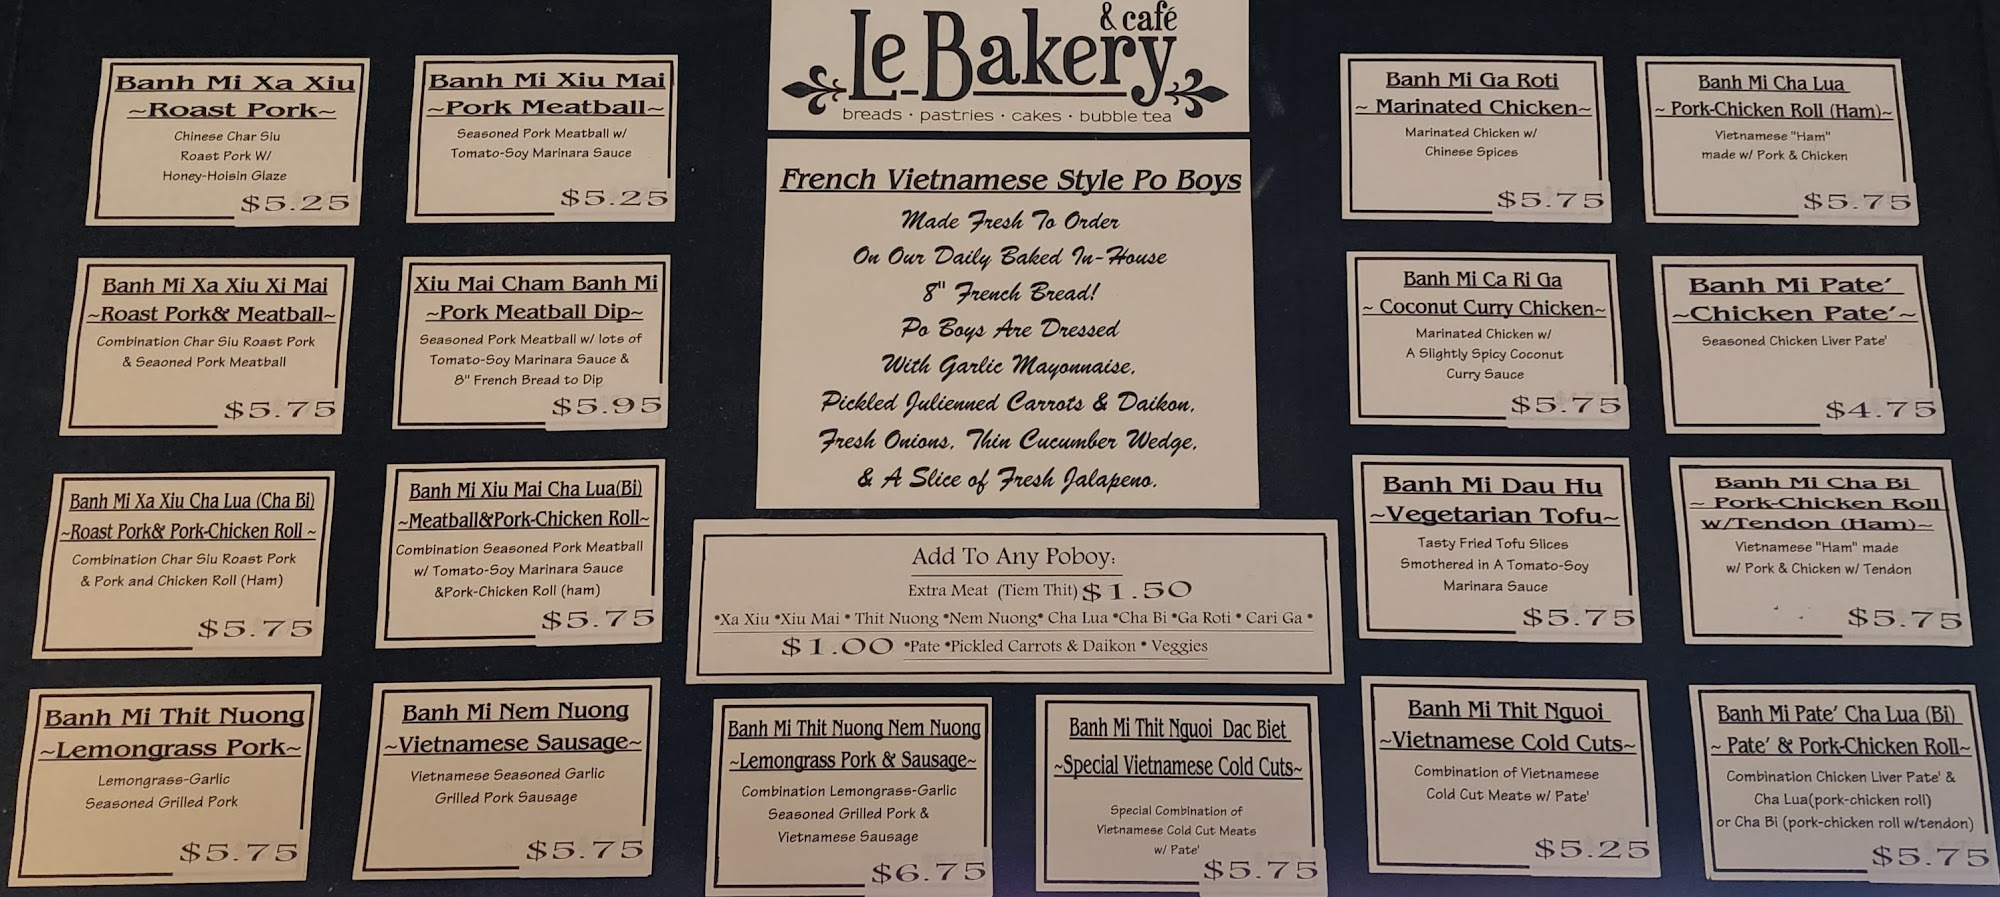 Le Bakery
& café
breads · pastries · cakes · bubble tea
French Vietnamese Style Po Boys
Made Fresh To Order
On Our Daily Baked In-House
8" French Bread!
Po Boys Are Dressed
With Garlic Mayonnaise,
Pickled Julienned Carrots & Daikon,
Fresh Onions, Thin Cucumber Wedge,
& A Slice of Fresh Jalapeno.
Banh Mi Xa Xiu
~Roast Pork~
Chinese Char Siu
Roast Pork W/
Honey-Hoisin Glaze
$5.25
Banh Mi Xiu Mai
~Pork Meatball~
Seasoned Pork Meatball w/
Tomato-Soy Marinara Sauce
$5.25
Banh Mi Xa Xiu Xi Mai
~Roast Pork& Meatball~
Combination Char Siu Roast Pork
& Seaoned Pork Meatball
$5.75
Xiu Mai Cham Banh Mi
~Pork Meatball Dip~
Seasoned Pork Meatball w/ lots of
Tomato-Soy Marinara Sauce &
8" French Bread to Dip
$5.95
Banh Mi Xa Xiu Cha Lua (Cha Bi)
~Roast Pork& Pork-Chicken Roll ~
Combination Char Siu Roast Pork
& Pork and Chicken Roll (Ham)
$5.75
Banh Mi Xiu Mai Cha Lua(Bi)
~Meatball&Pork-Chicken Roll~
Combination Seasoned Pork Meatball
w/ Tomato-Soy Marinara Sauce
&Pork-Chicken Roll (ham)
$5.75
Banh Mi Thit Nuong
~Lemongrass Pork~
Lemongrass-Garlic
Seasoned Grilled Pork
$5.75
Banh Mi Nem Nuong
~Vietnamese Sausage~
Vietnamese Seasoned Garlic
Grilled Pork Sausage
$5.75
Add To Any Poboy:
Extra Meat (Tiem Thit) $1.50
*Xa Xiu *Xiu Mai * Thit Nuong *Nem Nuong* Cha Lua *Cha Bi *Ga Roti * Cari Ga *
$1.00 *Pate *Pickled Carrots & Daikon * Veggies
Banh Mi Thit Nuong Nem Nuong
~Lemongrass Pork & Sausage~
Combination Lemongrass-Garlic
Seasoned Grilled Pork &
Vietnamese Sausage
$6.75
Banh Mi Thit Nguoi Dac Biet
~Special Vietnamese Cold Cuts~
Special Combination of
Vietnamese Cold Cut Meats
w/ Pate'
$5.75
Banh Mi Ga Roti
~ Marinated Chicken~
Marinated Chicken w/
Chinese Spices
$5.75
Banh Mi Cha Lua
~ Pork-Chicken Roll (Ham)~
Vietnamese "Ham"
made w/ Pork & Chicken
$5.75
Banh Mi Ca Ri Ga
~ Coconut Curry Chicken~
Marinated Chicken w/
A Slightly Spicy Coconut
Curry Sauce
$5.75
Banh Mi Pate'
~Chicken Pate'~
Seasoned Chicken Liver Pate'
$4.75
Banh Mi Dau Hu
~Vegetarian Tofu~
Tasty Fried Tofu Slices
Smothered in A Tomato-Soy
Marinara Sauce
$5.75
Banh Mi Cha Bi
~ Pork-Chicken Roll
w/Tendon (Ham)~
Vietnamese "Ham" made
w/ Pork & Chicken w/ Tendon
$5.75
Banh Mi Thit Nguoi
~Vietnamese Cold Cuts~
Combination of Vietnamese
Cold Cut Meats w/ Pate'
$5.25
Banh Mi Pate' Cha Lua (Bi)
~ Pate' & Pork-Chicken Roll~
Combination Chicken Liver Pate' &
Cha Lua(pork-chicken roll)
or Cha Bi (pork-chicken roll w/tendon)
$5.75